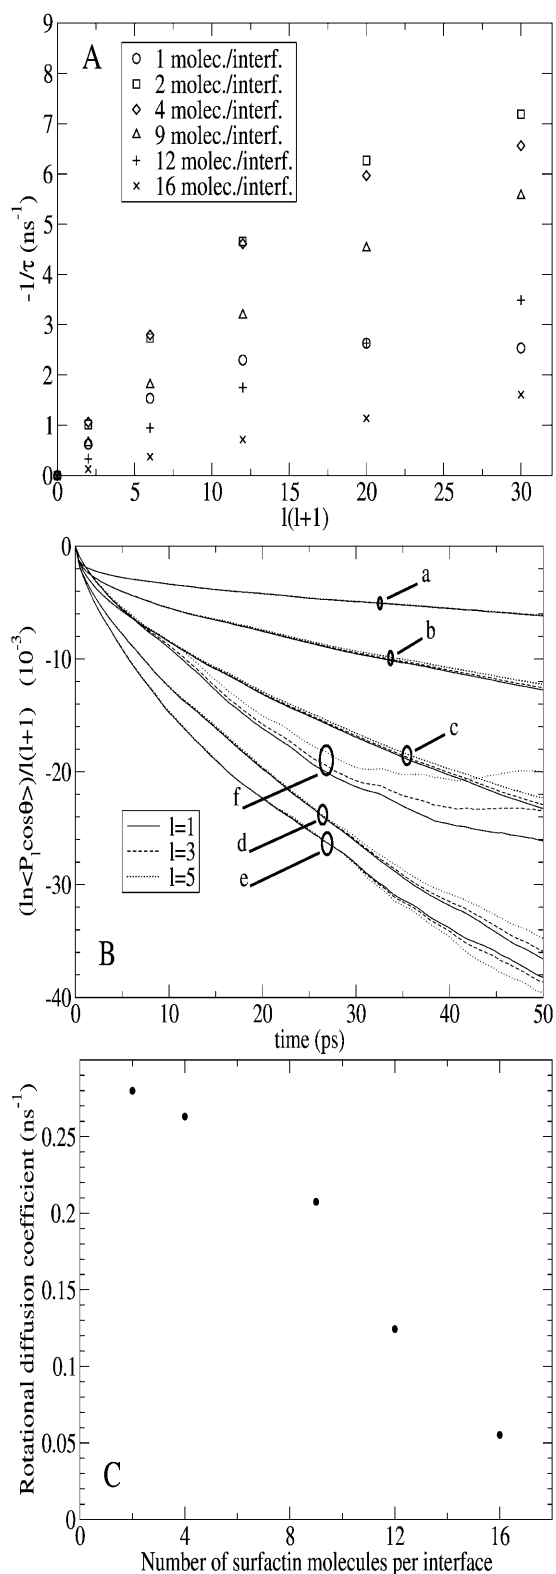 9
8
7
6
5
4
3
2
1
0
-1/τ (ns⁻¹)
A
1 molec./interf.
2 molec./interf.
4 molec./interf.
9 molec./interf.
12 molec./interf.
16 molec./interf.
0 5 10 15 20 25 30
l(l+1)
0
-10
-20
-30
-40
(ln<P_l cosθ>)/l(l+1) (10⁻³)
a
b
c
f
d
e
l=1
l=3
l=5
B
0 10 20 30 40 50
time (ps)
0.25
0.2
0.15
0.1
0.05
0
Rotational diffusion coefficient (ns⁻¹)
C
0 4 8 12 16
Number of surfactin molecules per interface